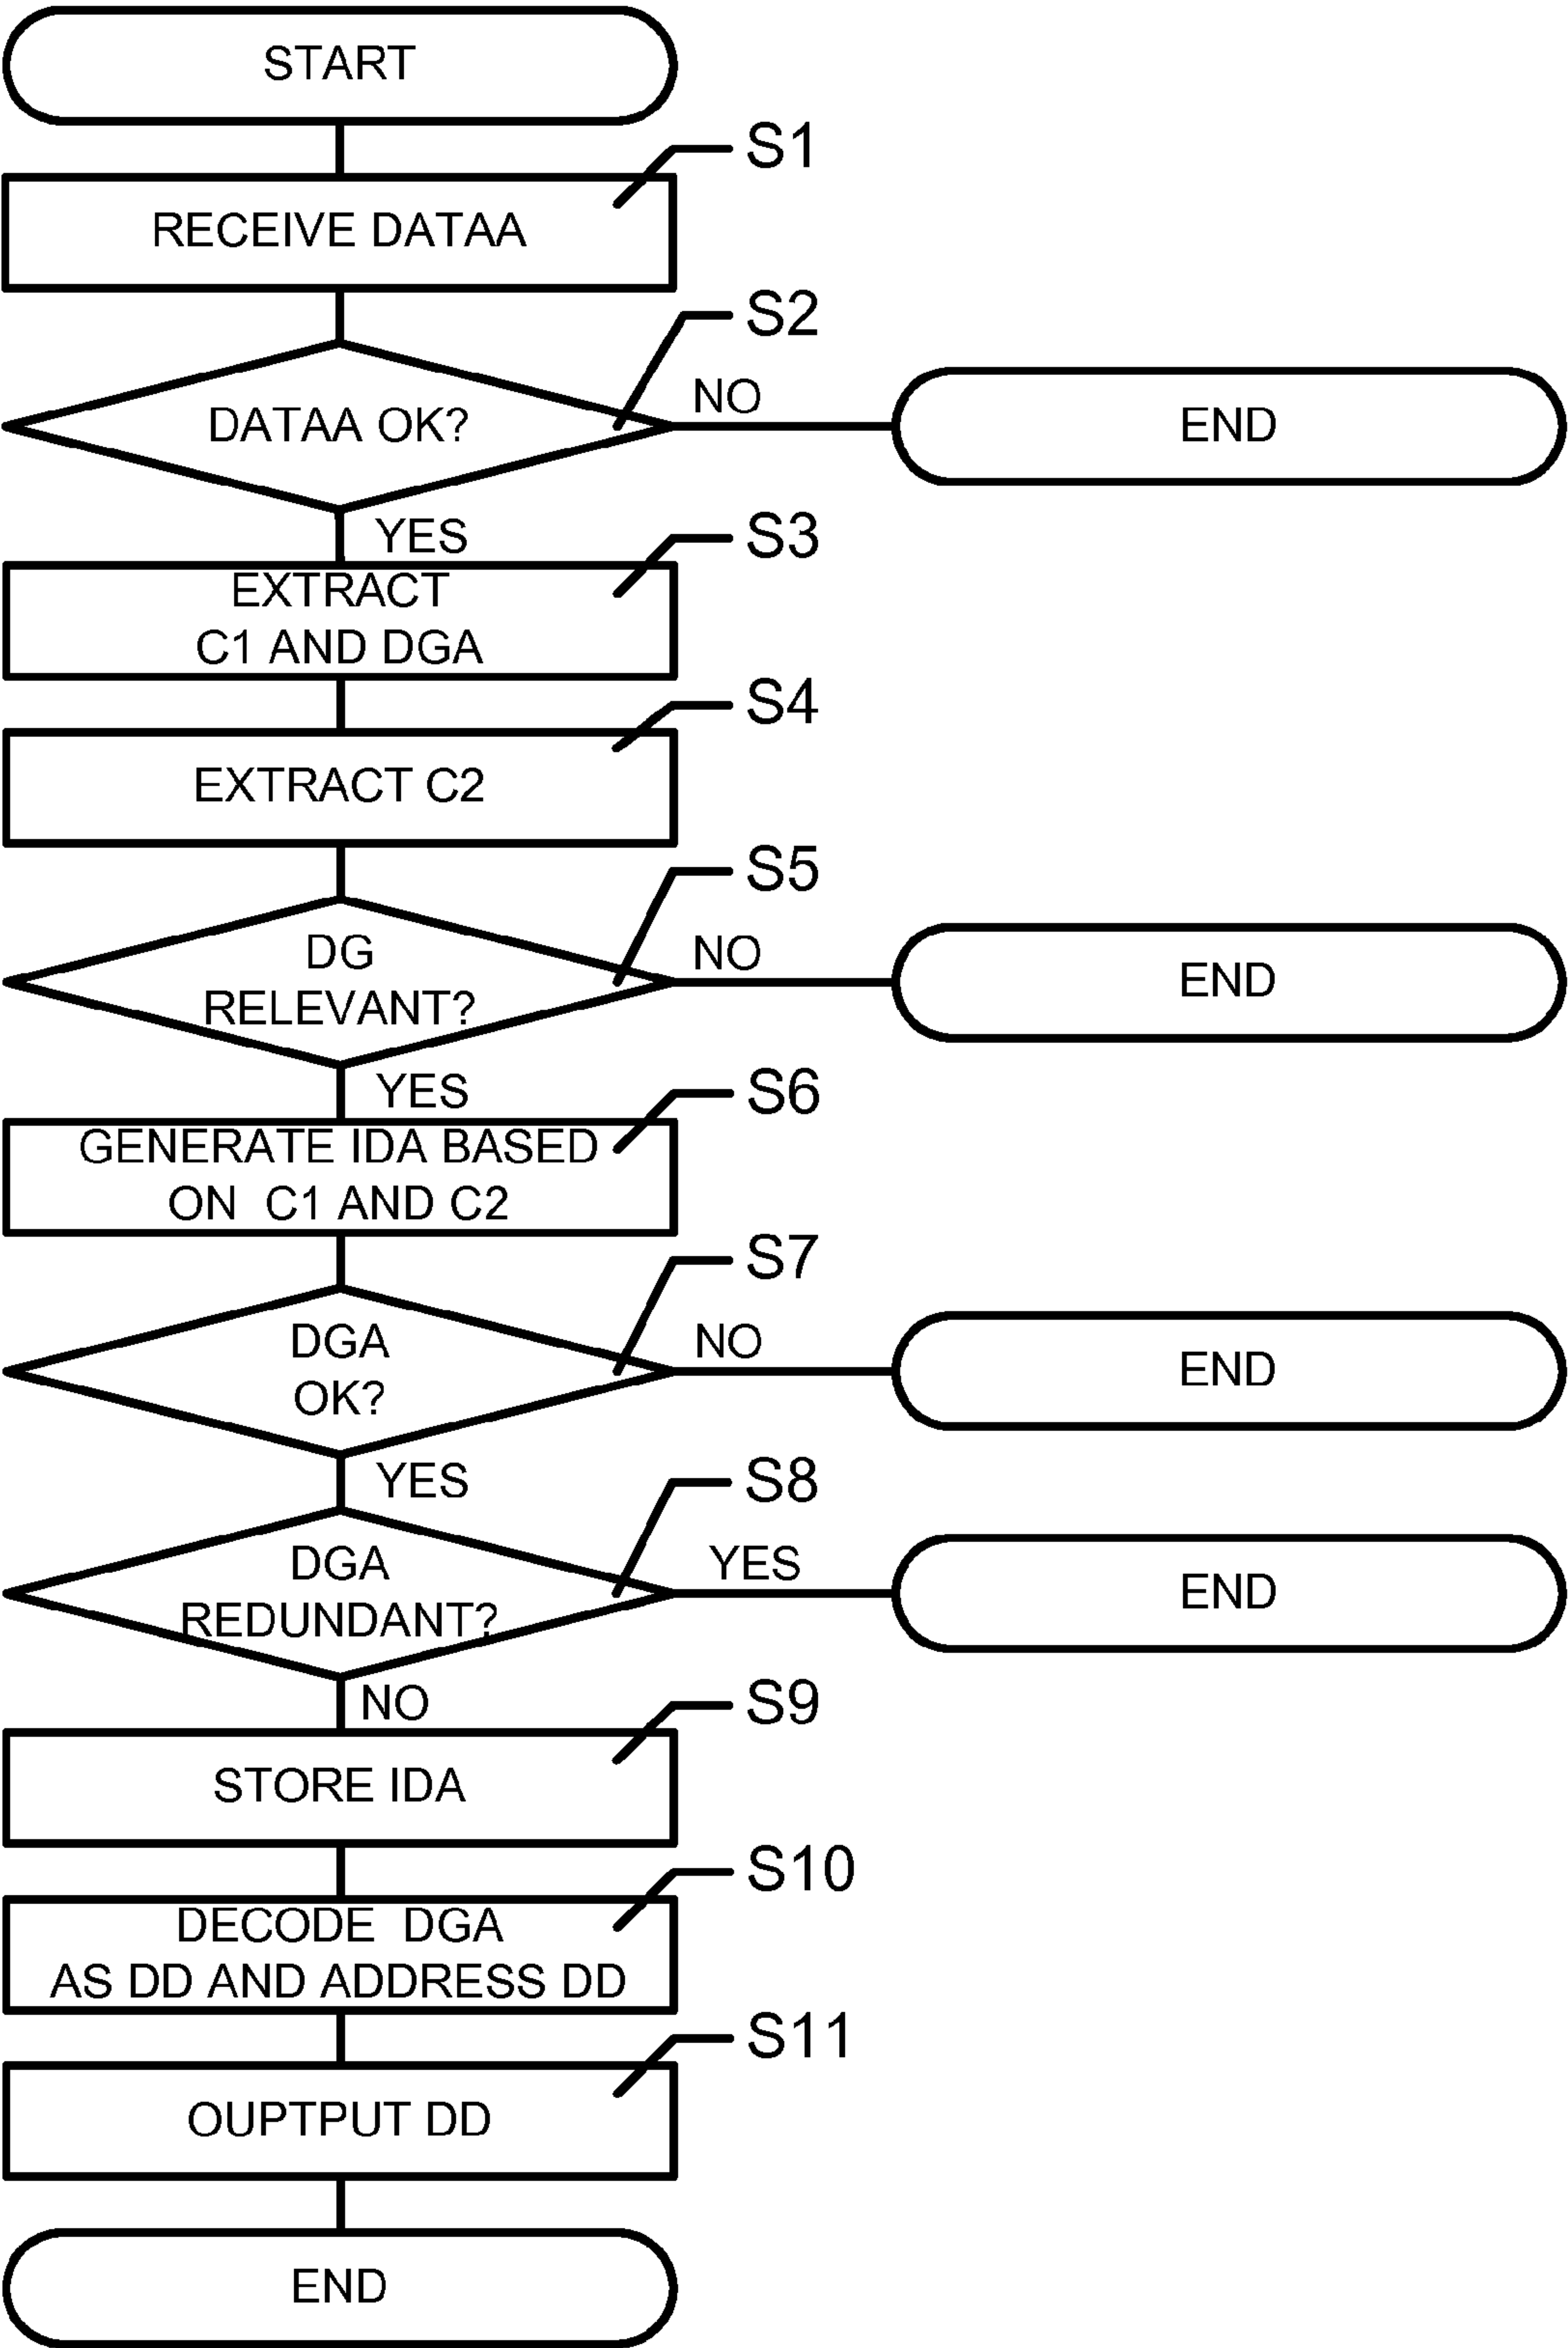 START
S1
RECEIVE DATAA
S2
DATAA OK?
NO
END
YES
S3
EXTRACT
C1 AND DGA
S4
EXTRACT C2
S5
DG
RELEVANT?
NO
END
YES
S6
GENERATE IDA BASED
ON C1 AND C2
S7
DGA
OK?
NO
END
YES
S8
DGA
REDUNDANT?
YES
END
NO
S9
STORE IDA
S10
DECODE DGA
AS DD AND ADDRESS DD
S11
OUPTPUT DD
END